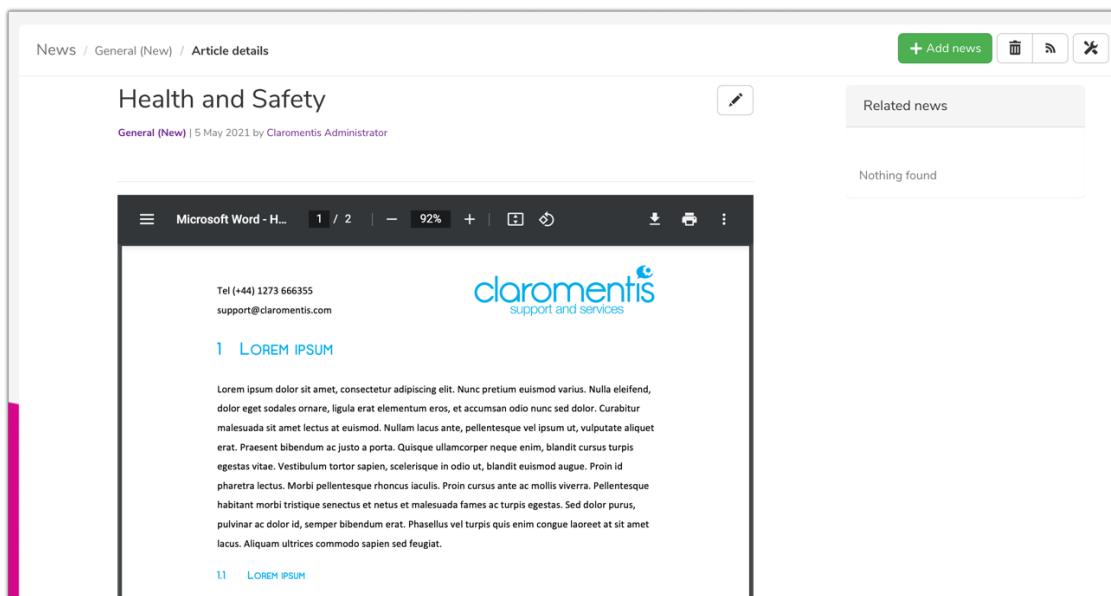 News / General (New) / Article details
+ Add news
Health and Safety
General (New) | 5 May 2021 by Claromentis Administrator
Related news
Nothing found
Microsoft Word - H... 1 / 2 | − 92% + |
Tel (+44) 1273 666355
support@claromentis.com
claromentis
support and services
1 LOREM IPSUM
Lorem ipsum dolor sit amet, consectetur adipiscing elit. Nunc pretium euismod varius. Nulla eleifend,
dolor eget sodales ornare, ligula erat elementum eros, et accumsan odio nunc sed dolor. Curabitur
malesuada sit amet lectus at euismod. Nullam lacus ante, pellentesque vel ipsum ut, vulputate aliquet
erat. Praesent bibendum ac justo a porta. Quisque ullamcorper neque enim, blandit cursus turpis
egestas vitae. Vestibulum tortor sapien, scelerisque in odio ut, blandit euismod augue. Proin id
pharetra lectus. Morbi pellentesque rhoncus iaculis. Proin cursus ante ac mollis viverra. Pellentesque
habitant morbi tristique senectus et netus et malesuada fames ac turpis egestas. Sed dolor purus,
pulvinar ac dolor id, semper bibendum erat. Phasellus vel turpis quis enim congue laoreet at sit amet
lacus. Aliquam ultrices commodo sapien sed feugiat.
1.1 LOREM IPSUM